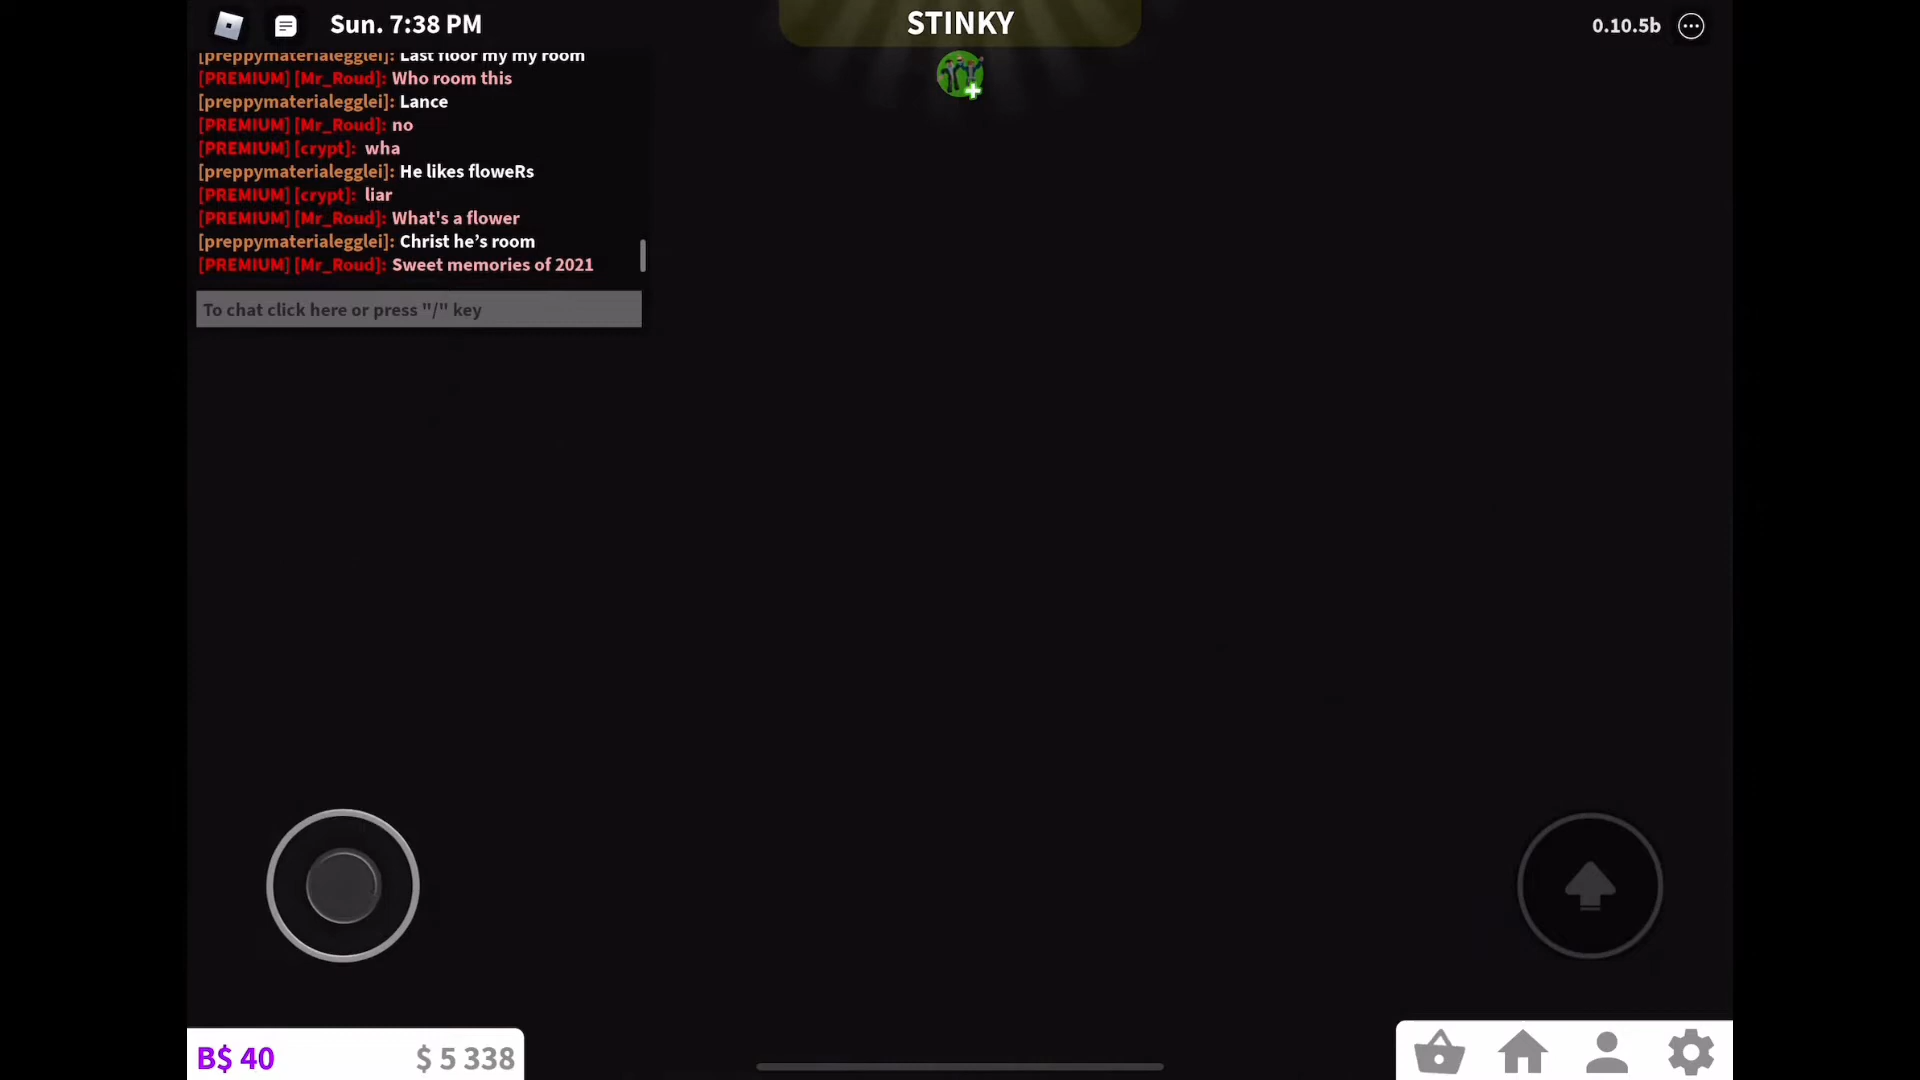 Sun. 7:38 PM
STINKY
0.10.5b
[preppymaterialegglei]: Last floor my my room
[PREMIUM] [Mr_Roud]: Who room this
[preppymaterialegglei]: Lance
[PREMIUM] [Mr_Roud]: no
[PREMIUM] [crypt]: wha
[preppymaterialegglei]: He likes floweRs
[PREMIUM] [crypt]: liar
[PREMIUM] [Mr_Roud]: What's a flower
[preppymaterialegglei]: Christ he’s room
[PREMIUM] [Mr_Roud]: Sweet memories of 2021
To chat click here or press "/" key
B$ 40
$ 5 338